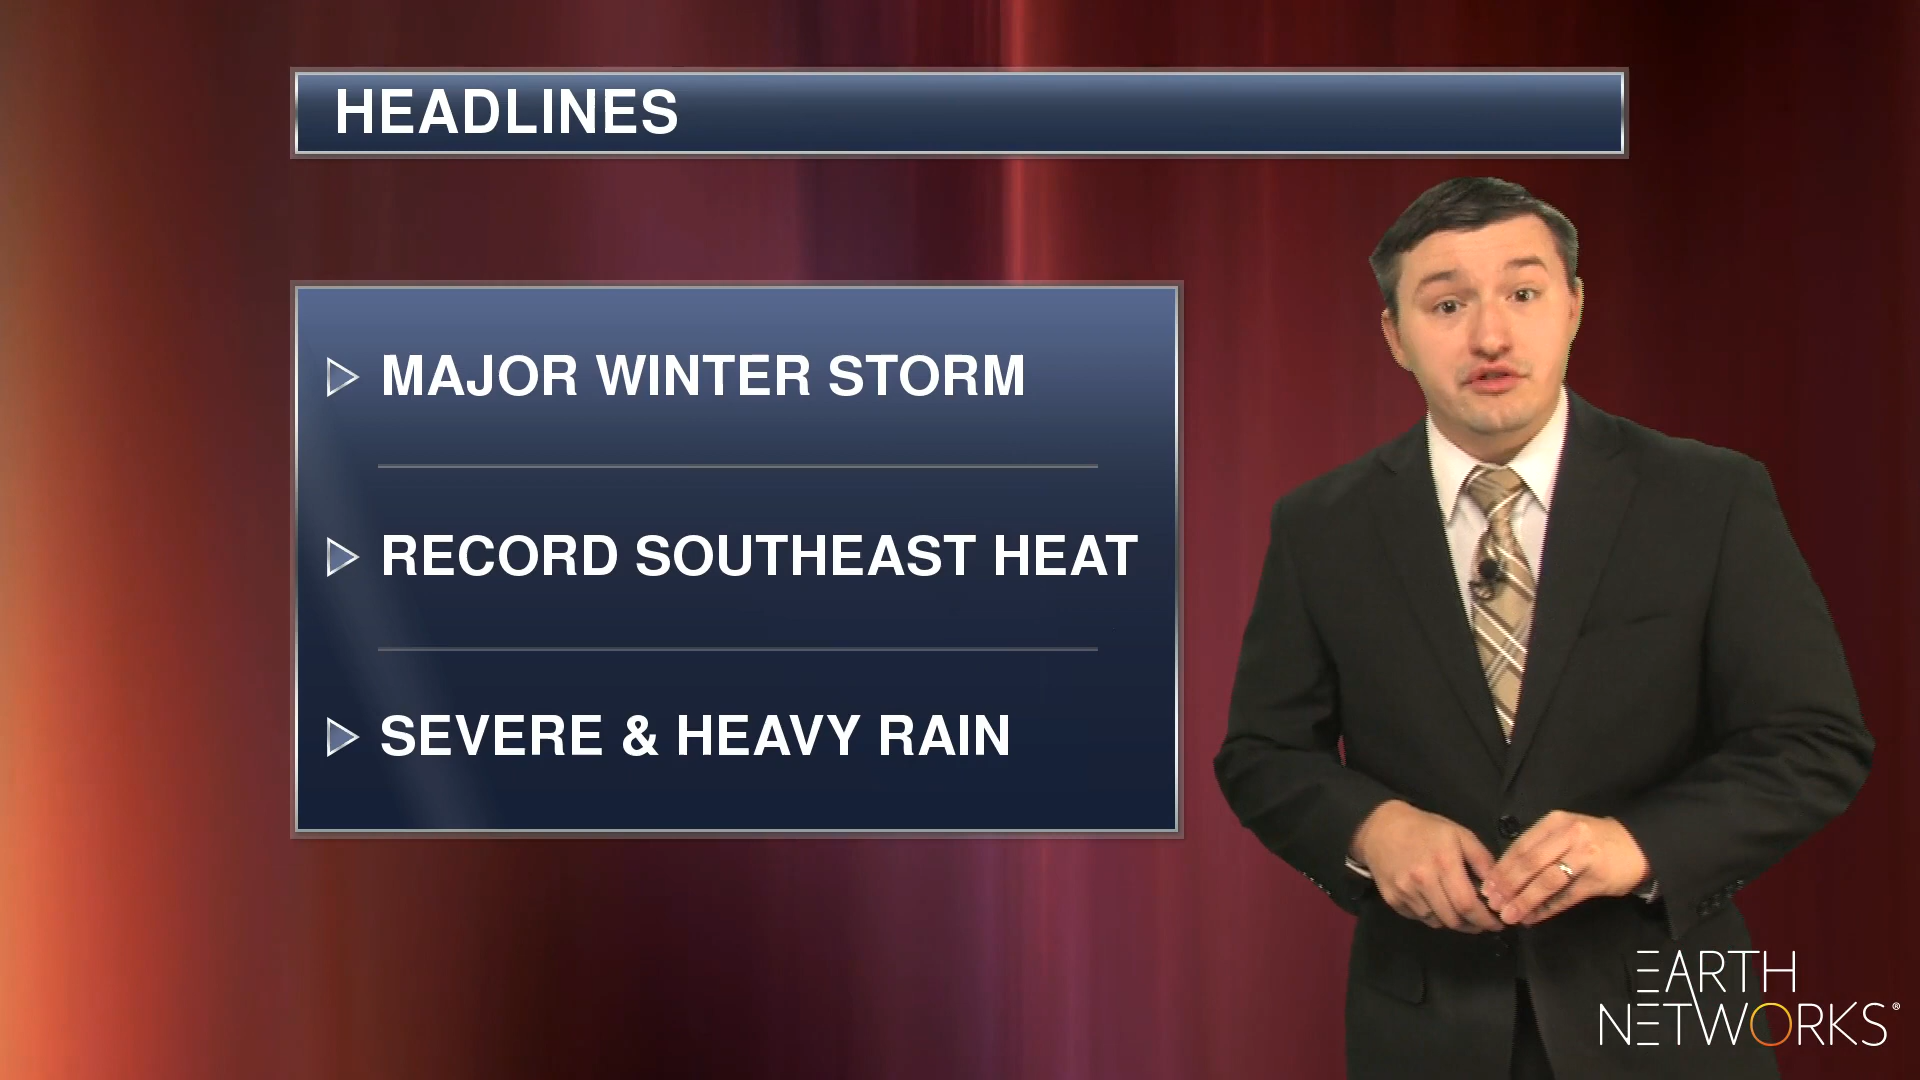 HEADLINES
MAJOR WINTER STORM
RECORD SOUTHEAST HEAT
SEVERE & HEAVY RAIN
EARTH
NETWORKS®